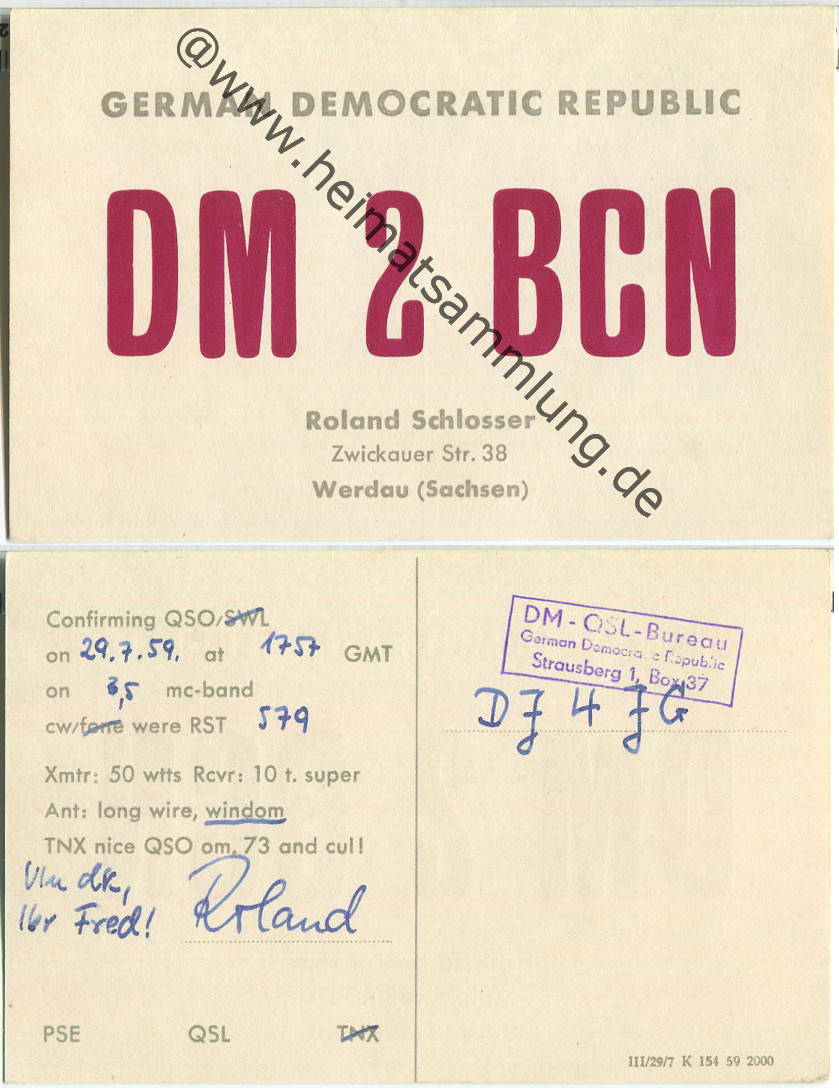 @www.heimatsammlung.de
GERMAN DEMOCRATIC REPUBLIC
DM 2 BCN
Roland Schlosser
Zwickauer Str. 38
Werdau (Sachsen)
Confirming QSO/SWL
on 29.7.59. at 1757 GMT
on 3,5 mc-band
cw/fone were RST 579
Xmtr: 50 wtts Rcvr: 10 t. super
Ant: long wire, windom
TNX nice QSO om, 73 and cul!
Vln dk,
lbr Fred!
Roland
PSE QSL TNX
DM-QSL-Bureau
German Democratic Republic
Strausberg 1, Box 37
DJ 4 JG
III/29/7 K 154 59 2000